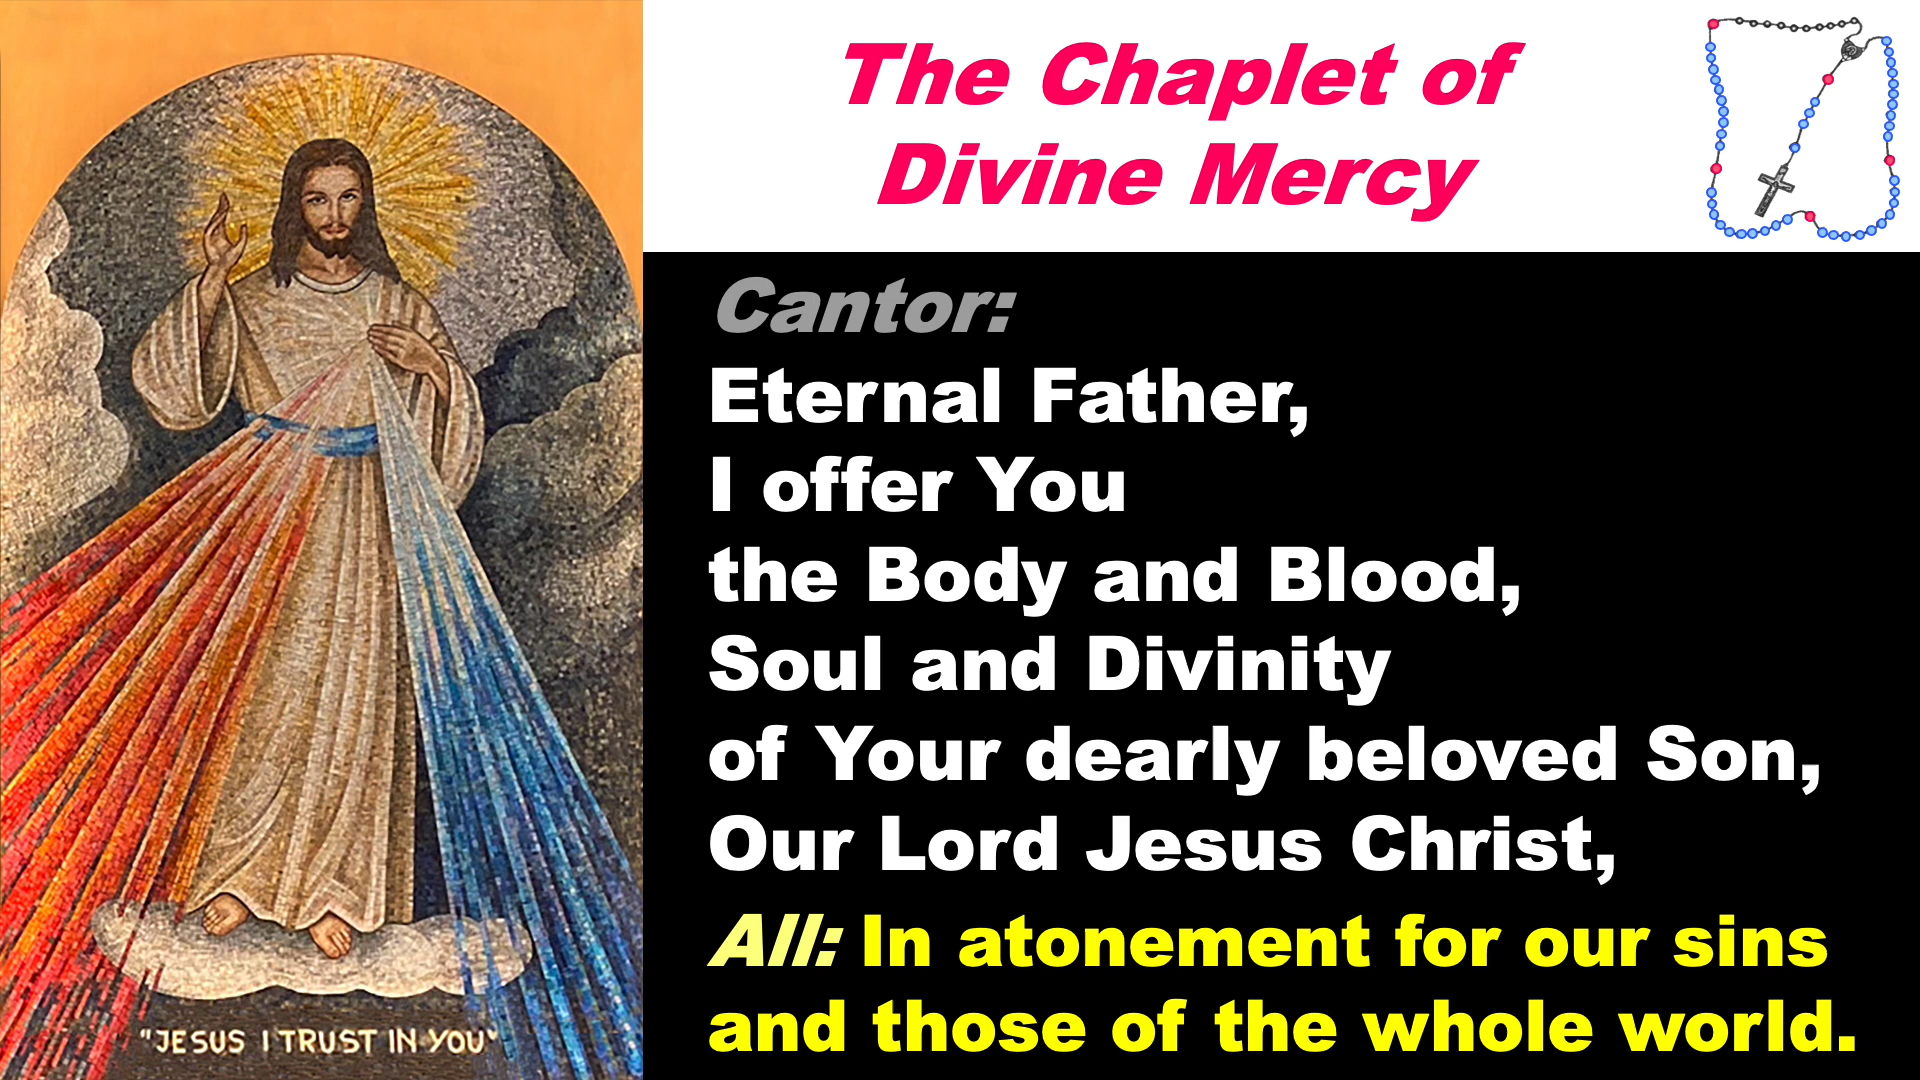 The Chaplet of
Divine Mercy
Cantor:
Eternal Father,
I offer You
the Body and Blood,
Soul and Divinity
of Your dearly beloved Son,
Our Lord Jesus Christ,
All: In atonement for our sins
and those of the whole world.
"JESUS I TRUST IN YOU"